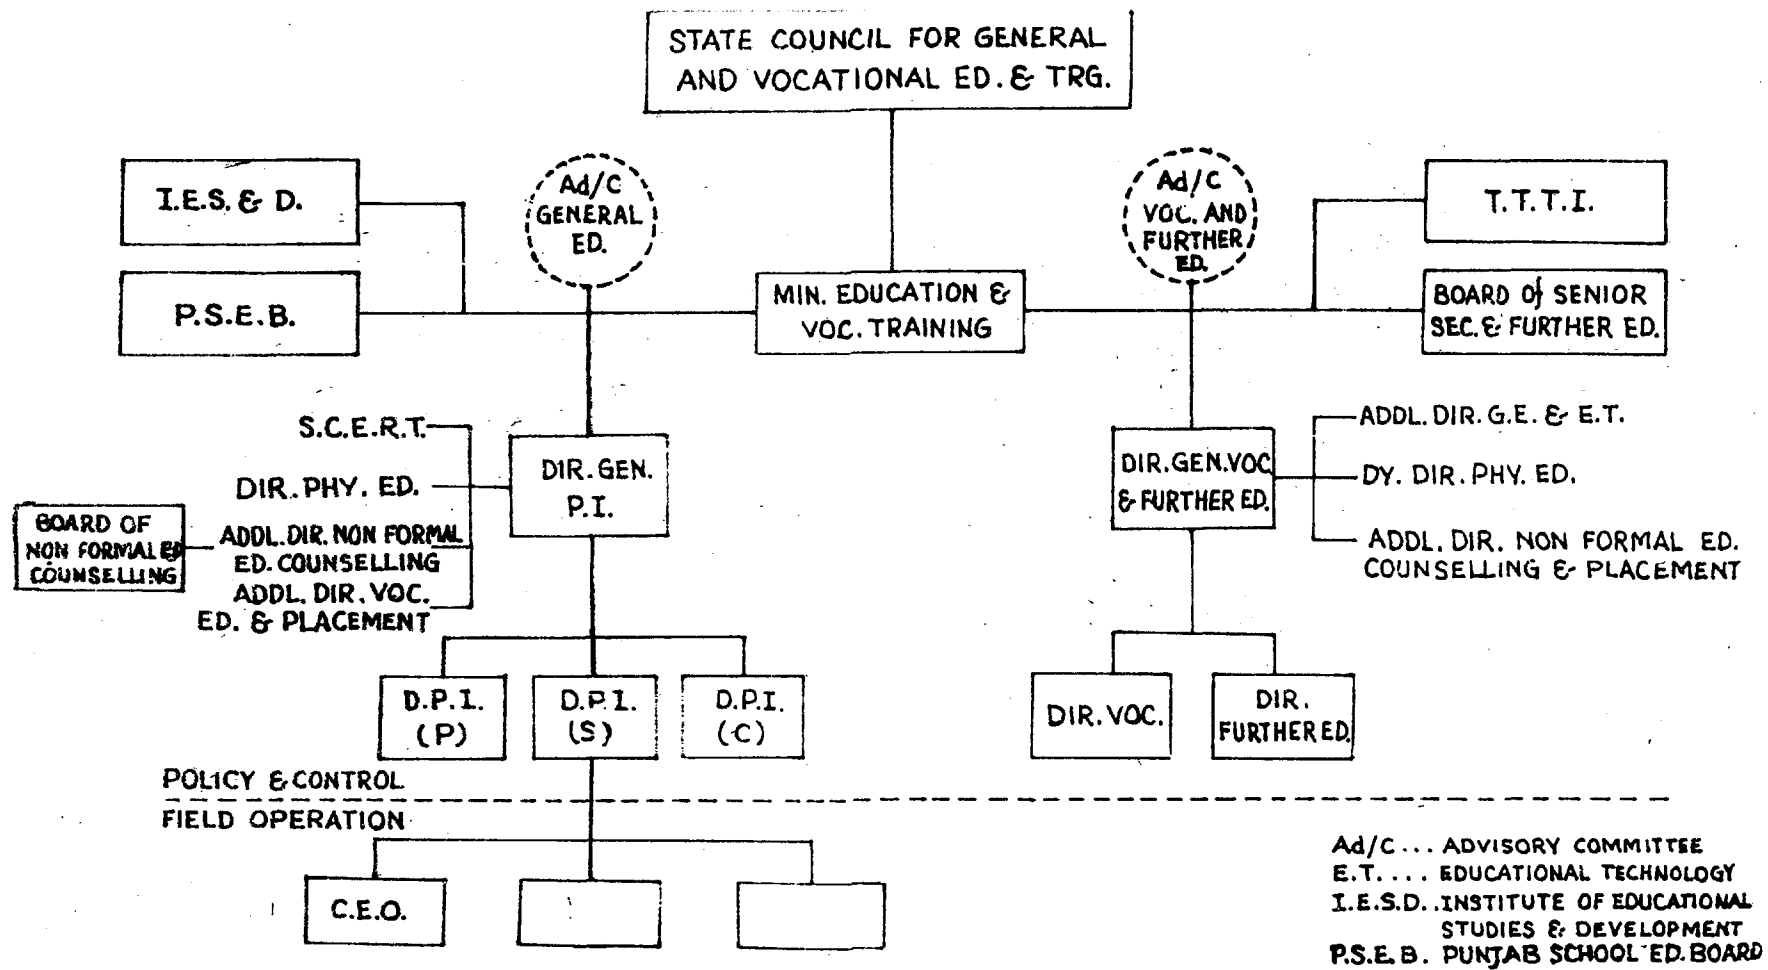 STATE COUNCIL FOR GENERAL
AND VOCATIONAL ED. & TRG.
I.E.S. & D.
P.S.E.B.
Ad/C
GENERAL
ED.
MIN. EDUCATION &
VOC. TRAINING
Ad/C
VOC. AND
FURTHER
ED.
T.T.T.I.
BOARD of SENIOR
SEC. & FURTHER ED.
S.C.E.R.T.
DIR. PHY. ED.
BOARD OF
NON FORMAL ED
COUNSELLING
ADDL. DIR. NON FORMAL
ED. COUNSELLING
ADDL. DIR. VOC.
ED. & PLACEMENT
DIR. GEN.
P.I.
DIR. GEN. VOC
& FURTHER ED.
ADDL. DIR. G.E. & E.T.
DY. DIR. PHY. ED.
ADDL. DIR. NON FORMAL ED.
COUNSELLING & PLACEMENT
D.P.I.
(P)
D.P.I.
(S)
D.P.I.
(C)
DIR. VOC.
DIR.
FURTHER ED.
POLICY & CONTROL
FIELD OPERATION
C.E.O.
Ad/C ... ADVISORY COMMITTEE
E.T. .... EDUCATIONAL TECHNOLOGY
I.E.S.D. .. INSTITUTE OF EDUCATIONAL
STUDIES & DEVELOPMENT
P.S.E.B. PUNJAB SCHOOL ED. BOARD